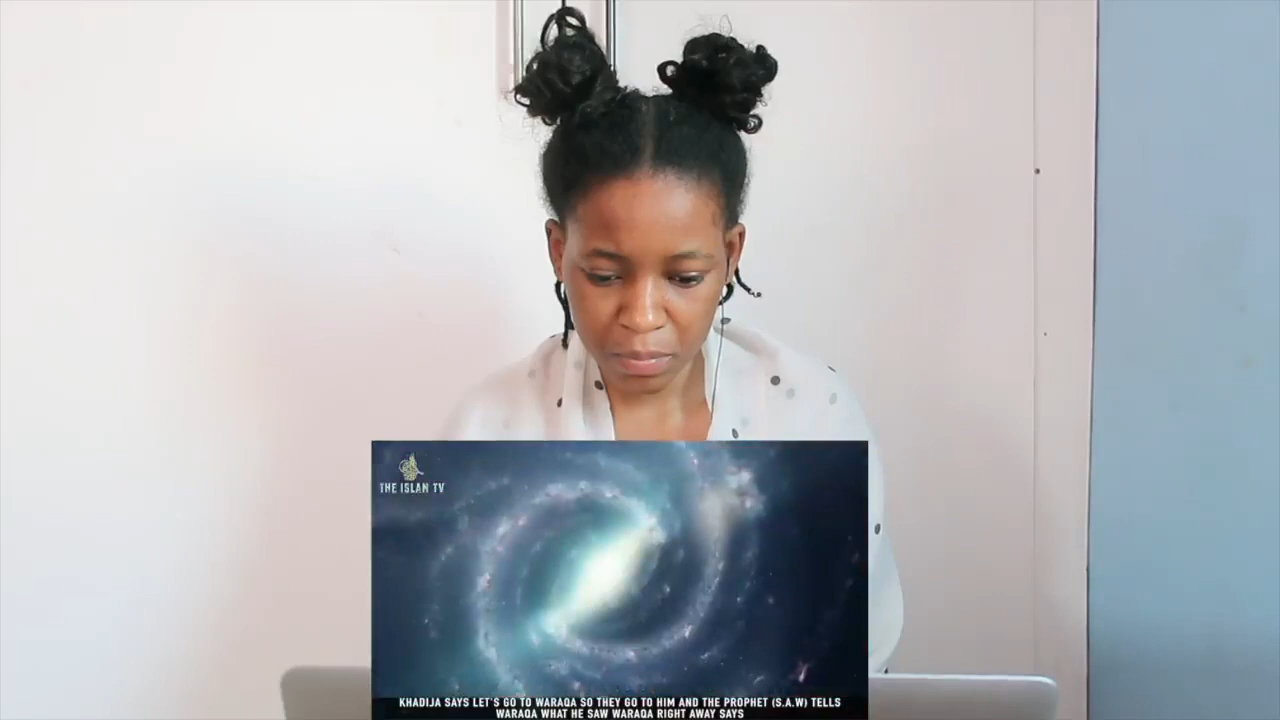 THE ISLAN TV
KHADIJA SAYS LET'S GO TO WARAQA SO THEY GO TO HIM AND THE PROPHET (S.A.W) TELLS
WARAQA WHAT HE SAW WARAQA RIGHT AWAY SAYS